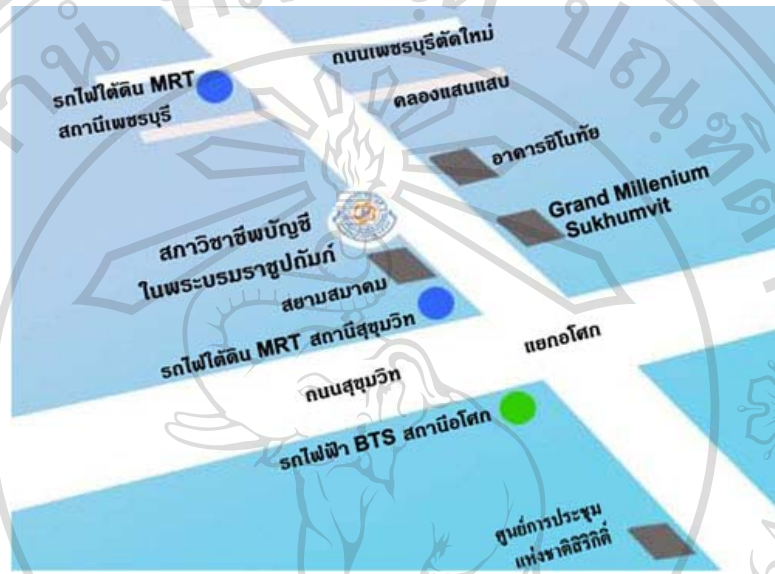 ถนนเพชรบุรีตัดใหม่
รถไฟใต้ดิน MRT
สถานีเพชรบุรี
คลองแสนแสบ
อาคารซิโนทัย
Grand Millenium
Sukhumvit
สภาวิชาชีพบัญชี
ในพระบรมราชูปถัมภ์
สยามสมาคม
รถไฟใต้ดิน MRT สถานีสุขุมวิท
แยกอโศก
ถนนสุขุมวิท
รถไฟฟ้า BTS สถานีอโศก
ศูนย์การประชุม
แห่งชาติสิริกิติ์